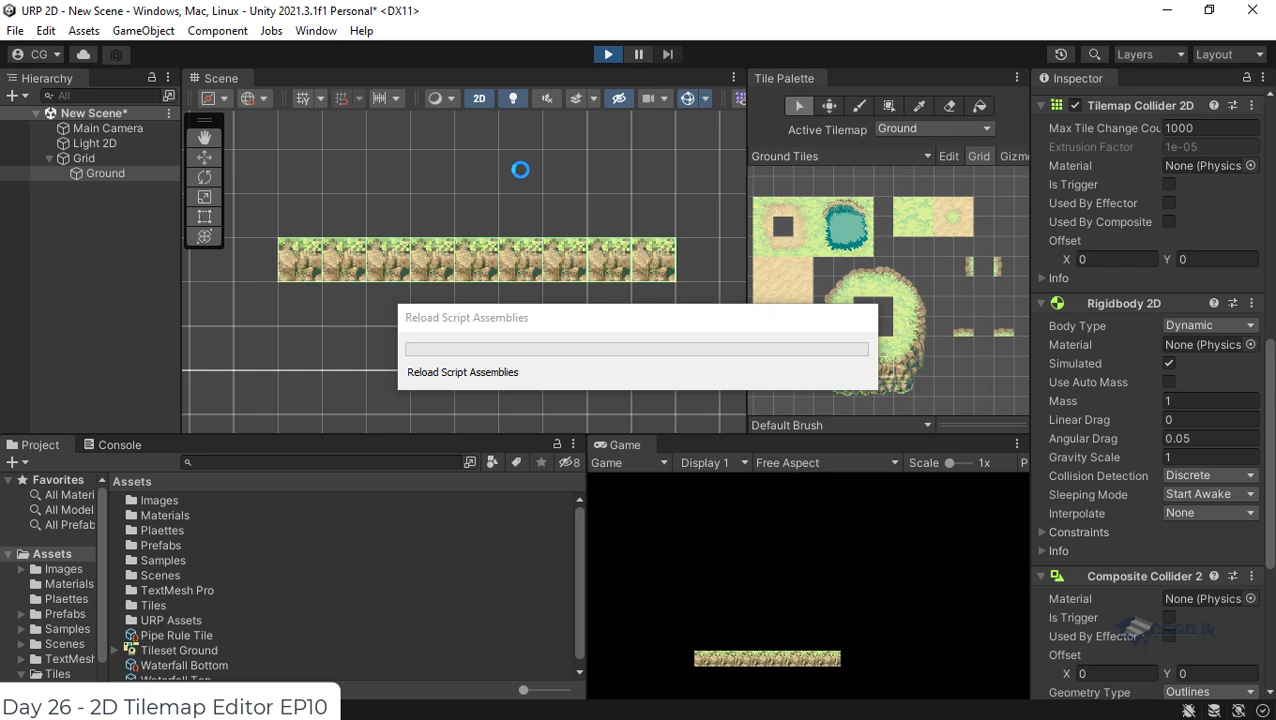 URP 2D - New Scene - Windows, Mac, Linux - Unity 2021.3.1f1 Personal* <DX11>
File Edit Assets GameObject Component Jobs Window Help
CG Layers Layout
Hierarchy Scene Tile Palette Inspector
All 2D
New Scene*
Main Camera
Light 2D
Grid
Ground
Active Tilemap Ground
Ground Tiles Edit Grid Gizm
Default Brush
Tilemap Collider 2D
Max Tile Change Cou 1000
Extrusion Factor 1e-05
Material None (Physics
Is Trigger
Used By Effector
Used By Composite
Offset
X 0 Y 0
Info
Rigidbody 2D
Body Type Dynamic
Material None (Physics
Simulated
Use Auto Mass
Mass 1
Linear Drag 0
Angular Drag 0.05
Gravity Scale 1
Collision Detection Discrete
Sleeping Mode Start Awake
Interpolate None
Constraints
Info
Composite Collider 2
Material None (Physics
Is Trigger
Used By Effector
Offset
X 0 Y 0
Geometry Type Outlines
Reload Script Assemblies
Reload Script Assemblies
Project Console
8
Favorites
All Materi
All Model
All Prefab
Assets
Images
Materials
Plaettes
Prefabs
Samples
Scenes
TextMesh
Tiles
Assets
Images
Materials
Plaettes
Prefabs
Samples
Scenes
TextMesh Pro
Tiles
URP Assets
Pipe Rule Tile
Tileset Ground
Waterfall Bottom
Waterfall Top
Game
Game Display 1 Free Aspect Scale 1x P
Day 26 - 2D Tilemap Editor EP10